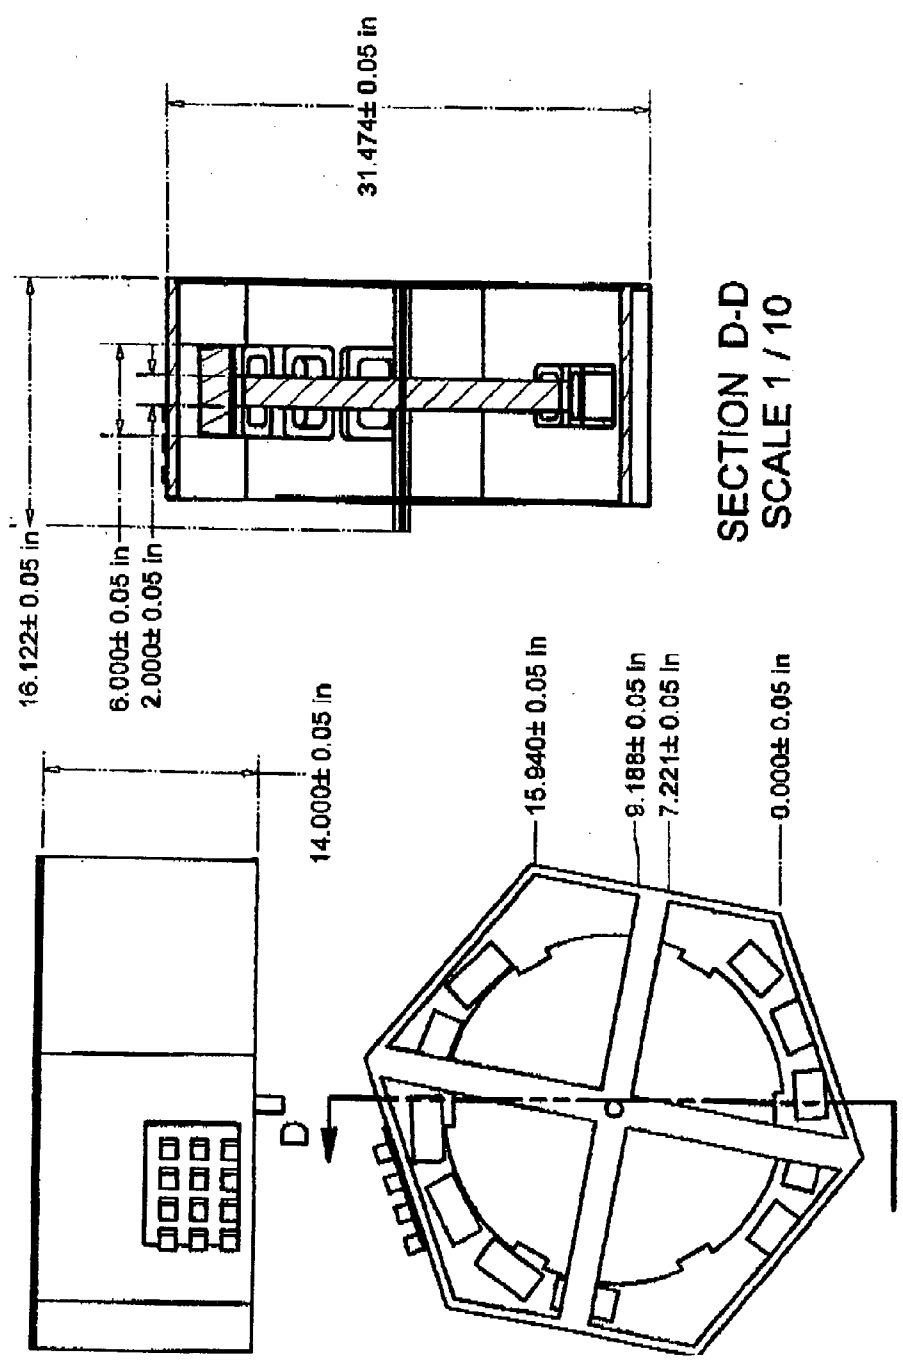 16.122± 0.05 in
6.000± 0.05 in
2.000± 0.05 in
31.474± 0.05 in
SECTION D-D
SCALE 1 / 10
14.000± 0.05 in
D
15.940± 0.05 in
9.188± 0.05 in
7.221± 0.05 in
0.000± 0.05 in